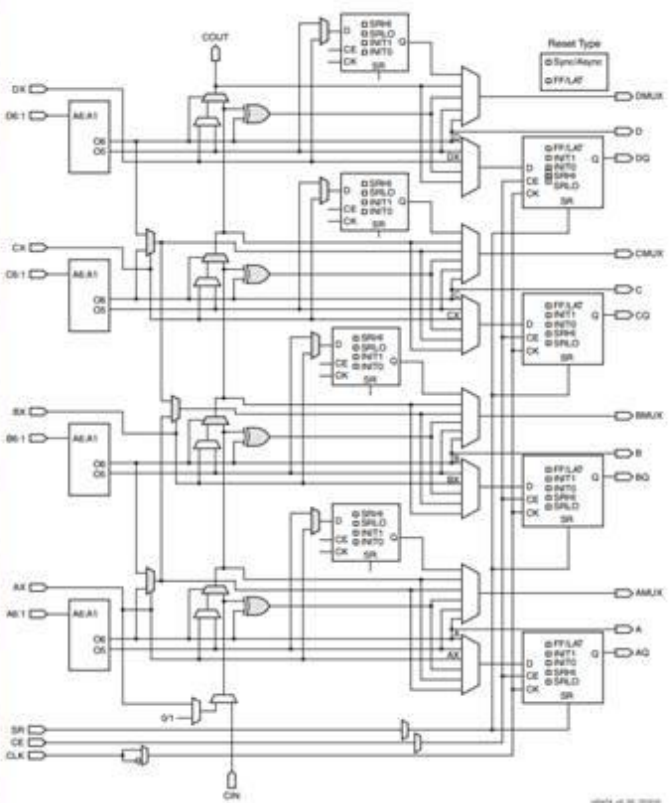 COUT
Reset Type
Sync/Async
FF/LAT
D
SRHI
SRLO
INIT1
INIT0
Q
CE
CK
SR
DX
DMUX
D6:1
A6:A1
O6
O5
D
DX
D
FF/LAT
INIT1
INIT0
SRHI
SRLO
Q
CE
CK
SR
DQ
D
SRHI
SRLO
INIT1
INIT0
Q
CE
CK
SR
CX
CMUX
C6:1
A6:A1
O6
O5
C
CX
D
FF/LAT
INIT1
INIT0
SRHI
SRLO
Q
CE
CK
SR
CQ
D
SRHI
SRLO
INIT1
INIT0
Q
CE
CK
SR
BX
BMUX
B6:1
A6:A1
O6
O5
B
BX
D
FF/LAT
INIT1
INIT0
SRHI
SRLO
Q
CE
CK
SR
BQ
D
SRHI
SRLO
INIT1
INIT0
Q
CE
CK
SR
AX
AMUX
A6:1
A6:A1
O6
O5
A
AX
D
FF/LAT
INIT1
INIT0
SRHI
SRLO
Q
CE
CK
SR
AQ
0/1
SR
CE
CLK
CIN